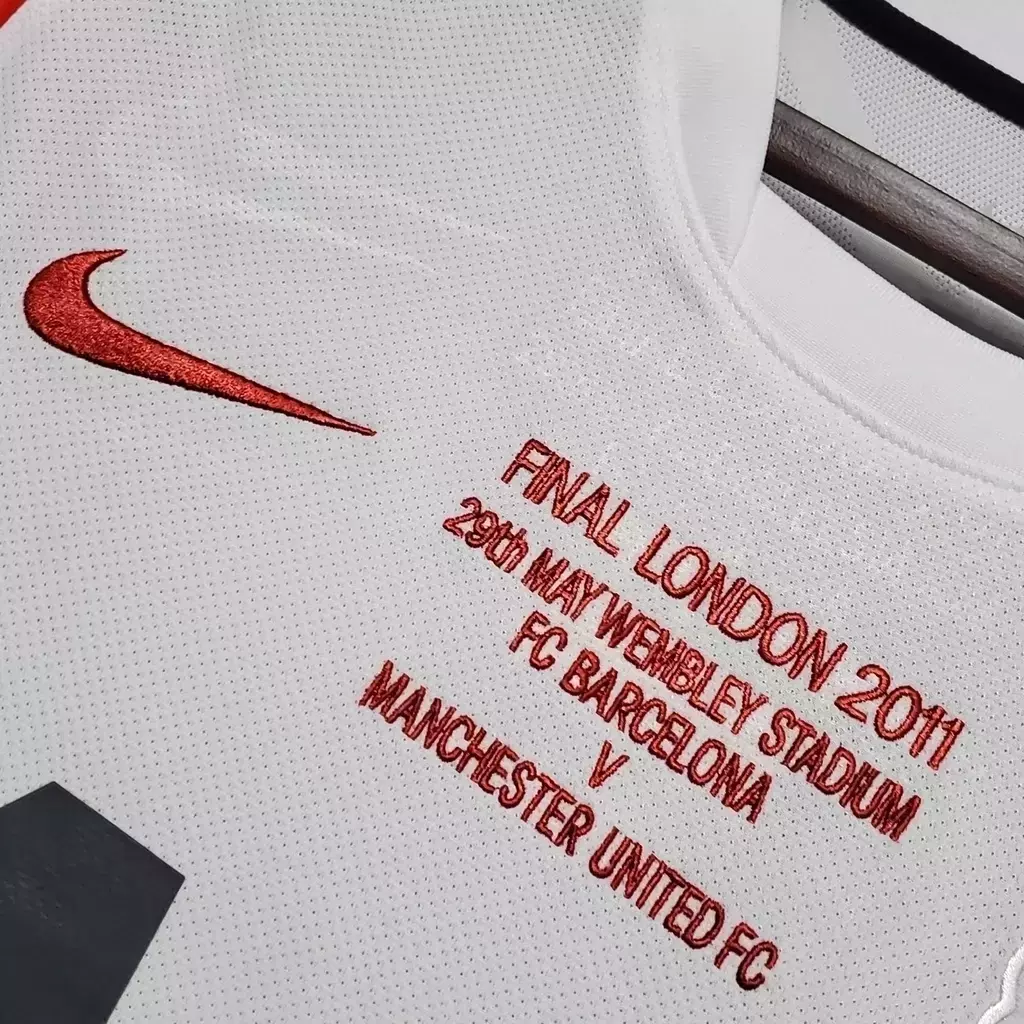 FINAL LONDON 2011
29th MAY WEMBLEY STADIUM
FC BARCELONA
V
MANCHESTER UNITED FC